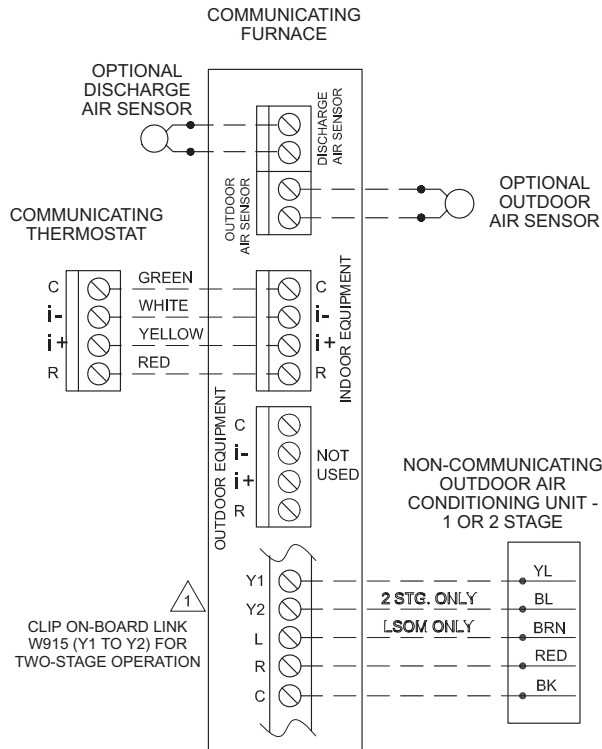 COMMUNICATING
FURNACE
OPTIONAL
DISCHARGE
AIR SENSOR
DISCHARGE
AIR SENSOR
OUTDOOR
AIR SENSOR
OPTIONAL
OUTDOOR
AIR SENSOR
COMMUNICATING
THERMOSTAT
C GREEN C
i- WHITE i-
i+ YELLOW i+
R RED R
INDOOR EQUIPMENT
OUTDOOR EQUIPMENT
C
i-
i+
R
NOT
USED
NON-COMMUNICATING
OUTDOOR AIR
CONDITIONING UNIT -
1 OR 2 STAGE
1
CLIP ON-BOARD LINK
W915 (Y1 TO Y2) FOR
TWO-STAGE OPERATION
Y1 YL
Y2 2 STG. ONLY BL
L LSOM ONLY BRN
R RED
C BK